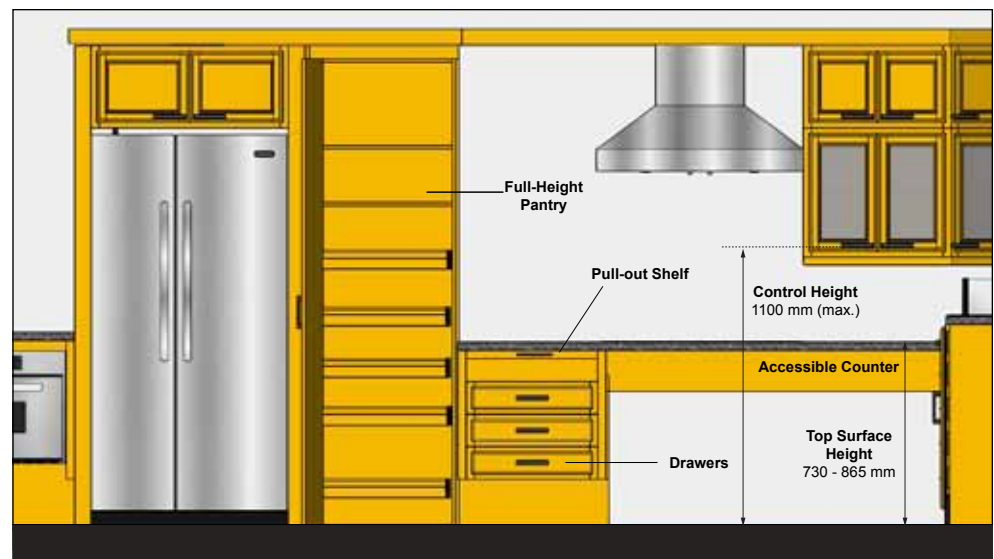 Full-Height
Pantry
Pull-out Shelf
Control Height
1100 mm (max.)
Accessible Counter
Top Surface
Height
730 - 865 mm
Drawers